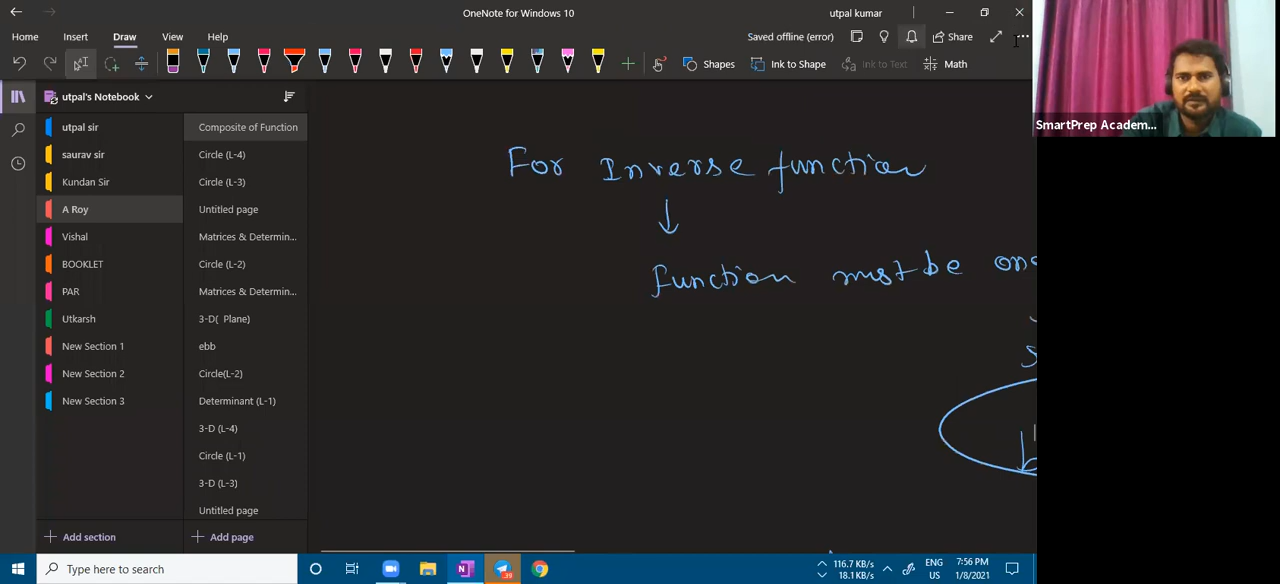 OneNote for Windows 10
utpal kumar
Home Insert Draw View Help
Saved offline (error)
Share
Shapes
Ink to Shape
Ink to Text
Math
utpal's Notebook
utpal sir
saurav sir
Kundan Sir
A Roy
Vishal
BOOKLET
PAR
Utkarsh
New Section 1
New Section 2
New Section 3
Add section
Composite of Function
Circle (L-4)
Circle (L-3)
Untitled page
Matrices & Determin...
Circle (L-2)
Matrices & Determin...
3-D( Plane)
ebb
Circle(L-2)
Determinant (L-1)
3-D (L-4)
Circle (L-1)
3-D (L-3)
Untitled page
Add page
For Inverse function
function must be one
SmartPrep Academ...
Type here to search
116.7 KB/s
18.1 KB/s
ENG
US
7:56 PM
1/8/2021